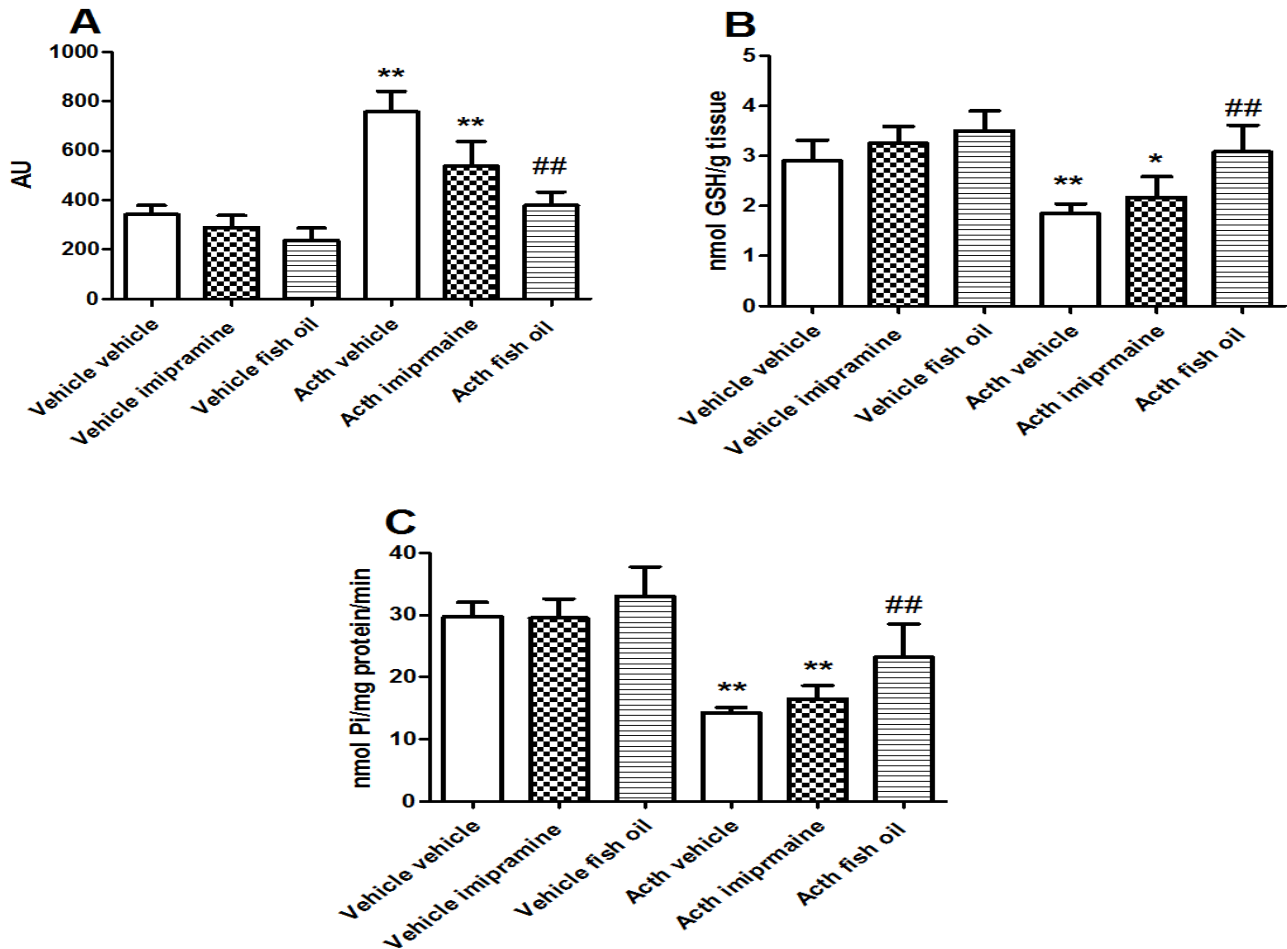 A
AU
1000
800
600
400
200
0
**
**
##
Vehicle vehicle
Vehicle imipramine
Vehicle fish oil
Acth vehicle
Acth imiprmaine
Acth fish oil
B
nmol GSH/g tissue
5
4
3
2
1
0
**
*
##
Vehicle vehicle
Vehicle imipramine
Vehicle fish oil
Acth vehicle
Acth imiprmaine
Acth fish oil
C
nmol Pi/mg protein/min
40
30
20
10
0
**
**
##
Vehicle vehicle
Vehicle imipramine
Vehicle fish oil
Acth vehicle
Acth imiprmaine
Acth fish oil